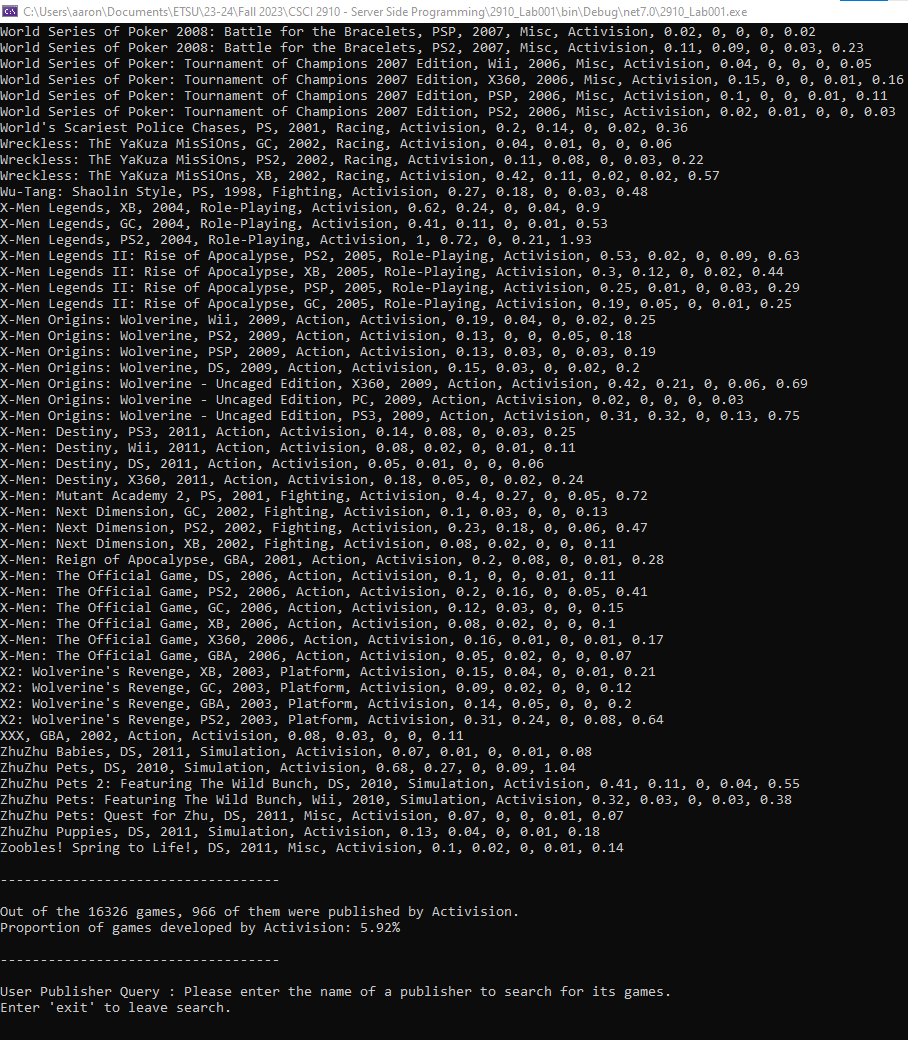 C:\Users\aaron\Documents\ETSU\23-24\Fall 2023\CSCI 2910 - Server Side Programming\2910_Lab001\bin\Debug\net7.0\2910_Lab001.exe
World Series of Poker 2008: Battle for the Bracelets, PSP, 2007, Misc, Activision, 0.02, 0, 0, 0, 0.02
World Series of Poker 2008: Battle for the Bracelets, PS2, 2007, Misc, Activision, 0.11, 0.09, 0, 0.03, 0.23
World Series of Poker: Tournament of Champions 2007 Edition, Wii, 2006, Misc, Activision, 0.04, 0, 0, 0, 0.05
World Series of Poker: Tournament of Champions 2007 Edition, X360, 2006, Misc, Activision, 0.15, 0, 0, 0.01, 0.16
World Series of Poker: Tournament of Champions 2007 Edition, PSP, 2006, Misc, Activision, 0.1, 0, 0, 0.01, 0.11
World Series of Poker: Tournament of Champions 2007 Edition, PS2, 2006, Misc, Activision, 0.02, 0.01, 0, 0, 0.03
World's Scariest Police Chases, PS, 2001, Racing, Activision, 0.2, 0.14, 0, 0.02, 0.36
Wreckless: ThE YaKuza MisSiOns, GC, 2002, Racing, Activision, 0.04, 0.01, 0, 0, 0.06
Wreckless: ThE YaKuza MisSiOns, PS2, 2002, Racing, Activision, 0.11, 0.08, 0, 0.03, 0.22
Wreckless: ThE YaKuza MisSiOns, XB, 2002, Racing, Activision, 0.42, 0.11, 0.02, 0.02, 0.57
Wu-Tang: Shaolin Style, PS, 1998, Fighting, Activision, 0.27, 0.18, 0, 0.03, 0.48
X-Men Legends, XB, 2004, Role-Playing, Activision, 0.62, 0.24, 0, 0.04, 0.9
X-Men Legends, GC, 2004, Role-Playing, Activision, 0.41, 0.11, 0, 0.01, 0.53
X-Men Legends, PS2, 2004, Role-Playing, Activision, 1, 0.72, 0, 0.21, 1.93
X-Men Legends II: Rise of Apocalypse, PS2, 2005, Role-Playing, Activision, 0.53, 0.02, 0, 0.09, 0.63
X-Men Legends II: Rise of Apocalypse, XB, 2005, Role-Playing, Activision, 0.3, 0.12, 0, 0.02, 0.44
X-Men Legends II: Rise of Apocalypse, PSP, 2005, Role-Playing, Activision, 0.25, 0.01, 0, 0.03, 0.29
X-Men Legends II: Rise of Apocalypse, GC, 2005, Role-Playing, Activision, 0.19, 0.05, 0, 0.01, 0.25
X-Men Origins: Wolverine, Wii, 2009, Action, Activision, 0.19, 0.04, 0, 0.02, 0.25
X-Men Origins: Wolverine, PS2, 2009, Action, Activision, 0.13, 0, 0, 0.05, 0.18
X-Men Origins: Wolverine, PSP, 2009, Action, Activision, 0.13, 0.03, 0, 0.03, 0.19
X-Men Origins: Wolverine, DS, 2009, Action, Activision, 0.15, 0.03, 0, 0.02, 0.2
X-Men Origins: Wolverine - Uncaged Edition, X360, 2009, Action, Activision, 0.42, 0.21, 0, 0.06, 0.69
X-Men Origins: Wolverine - Uncaged Edition, PC, 2009, Action, Activision, 0.02, 0, 0, 0, 0.03
X-Men Origins: Wolverine - Uncaged Edition, PS3, 2009, Action, Activision, 0.31, 0.32, 0, 0.13, 0.75
X-Men: Destiny, PS3, 2011, Action, Activision, 0.14, 0.08, 0, 0.03, 0.25
X-Men: Destiny, Wii, 2011, Action, Activision, 0.08, 0.02, 0, 0.01, 0.11
X-Men: Destiny, DS, 2011, Action, Activision, 0.05, 0.01, 0, 0, 0.06
X-Men: Destiny, X360, 2011, Action, Activision, 0.18, 0.05, 0, 0.02, 0.24
X-Men: Mutant Academy 2, PS, 2001, Fighting, Activision, 0.4, 0.27, 0, 0.05, 0.72
X-Men: Next Dimension, GC, 2002, Fighting, Activision, 0.1, 0.03, 0, 0, 0.13
X-Men: Next Dimension, PS2, 2002, Fighting, Activision, 0.23, 0.18, 0, 0.06, 0.47
X-Men: Next Dimension, XB, 2002, Fighting, Activision, 0.08, 0.02, 0, 0, 0.11
X-Men: Reign of Apocalypse, GBA, 2001, Action, Activision, 0.2, 0.08, 0, 0.01, 0.28
X-Men: The Official Game, DS, 2006, Action, Activision, 0.1, 0, 0, 0.01, 0.11
X-Men: The Official Game, PS2, 2006, Action, Activision, 0.2, 0.16, 0, 0.05, 0.41
X-Men: The Official Game, GC, 2006, Action, Activision, 0.12, 0.03, 0, 0, 0.15
X-Men: The Official Game, XB, 2006, Action, Activision, 0.08, 0.02, 0, 0, 0.1
X-Men: The Official Game, X360, 2006, Action, Activision, 0.16, 0.01, 0, 0.01, 0.17
X-Men: The Official Game, GBA, 2006, Action, Activision, 0.05, 0.02, 0, 0, 0.07
X2: Wolverine's Revenge, XB, 2003, Platform, Activision, 0.15, 0.04, 0, 0.01, 0.21
X2: Wolverine's Revenge, GC, 2003, Platform, Activision, 0.09, 0.02, 0, 0, 0.12
X2: Wolverine's Revenge, GBA, 2003, Platform, Activision, 0.14, 0.05, 0, 0, 0.2
X2: Wolverine's Revenge, PS2, 2003, Platform, Activision, 0.31, 0.24, 0, 0.08, 0.64
XXX, GBA, 2002, Action, Activision, 0.08, 0.03, 0, 0, 0.11
ZhuZhu Babies, DS, 2011, Simulation, Activision, 0.07, 0.01, 0, 0.01, 0.08
ZhuZhu Pets, DS, 2010, Simulation, Activision, 0.68, 0.27, 0, 0.09, 1.04
ZhuZhu Pets 2: Featuring The Wild Bunch, DS, 2010, Simulation, Activision, 0.41, 0.11, 0, 0.04, 0.55
ZhuZhu Pets: Featuring The Wild Bunch, Wii, 2010, Simulation, Activision, 0.32, 0.03, 0, 0.03, 0.38
ZhuZhu Pets: Quest for Zhu, DS, 2011, Misc, Activision, 0.07, 0, 0, 0.01, 0.07
ZhuZhu Puppies, DS, 2011, Simulation, Activision, 0.13, 0.04, 0, 0.01, 0.18
Zoobles! Spring to Life!, DS, 2011, Misc, Activision, 0.1, 0.02, 0, 0.01, 0.14
-----------------------------------
Out of the 16326 games, 966 of them were published by Activision.
Proportion of games developed by Activision: 5.92%
-----------------------------------
User Publisher Query : Please enter the name of a publisher to search for its games.
Enter 'exit' to leave search.